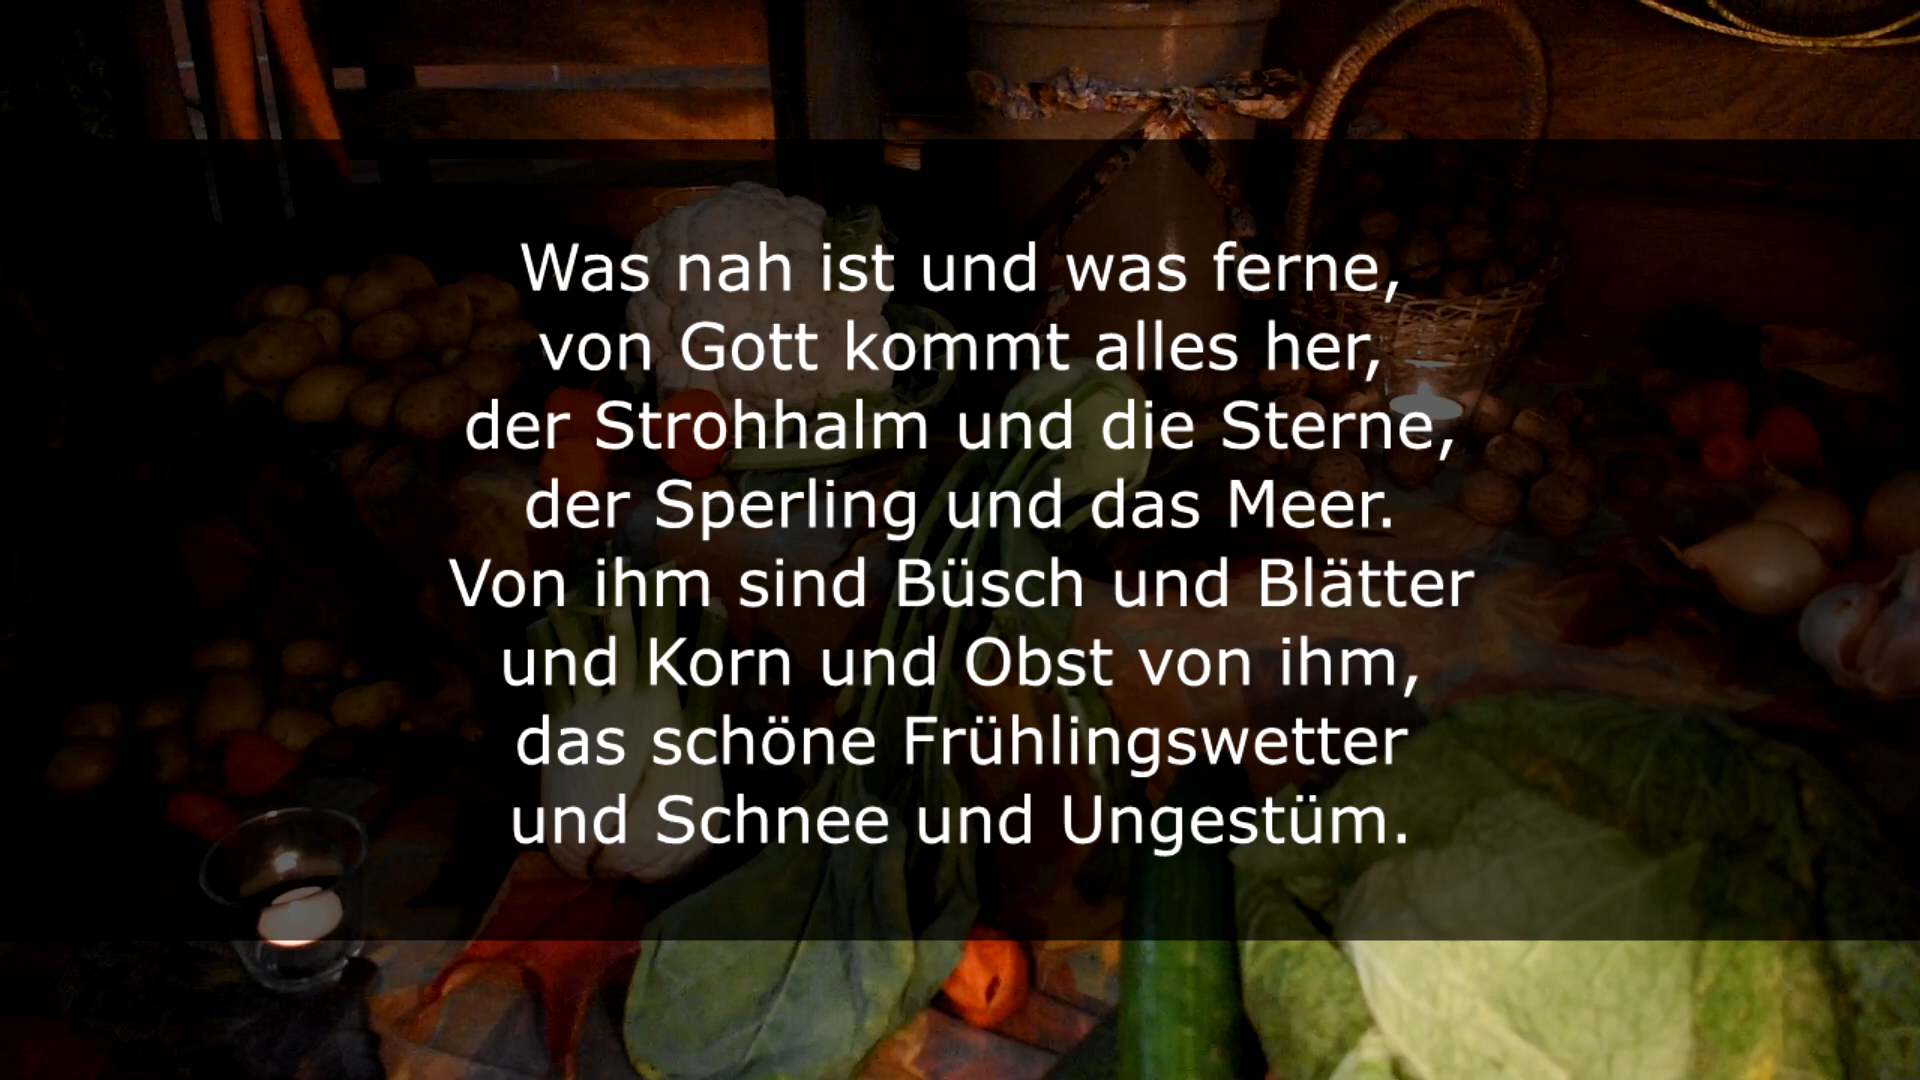 Was nah ist und was ferne,
von Gott kommt alles her,
der Strohhalm und die Sterne,
der Sperling und das Meer.
Von ihm sind Büsch und Blätter
und Korn und Obst von ihm,
das schöne Frühlingswetter
und Schnee und Ungestüm.